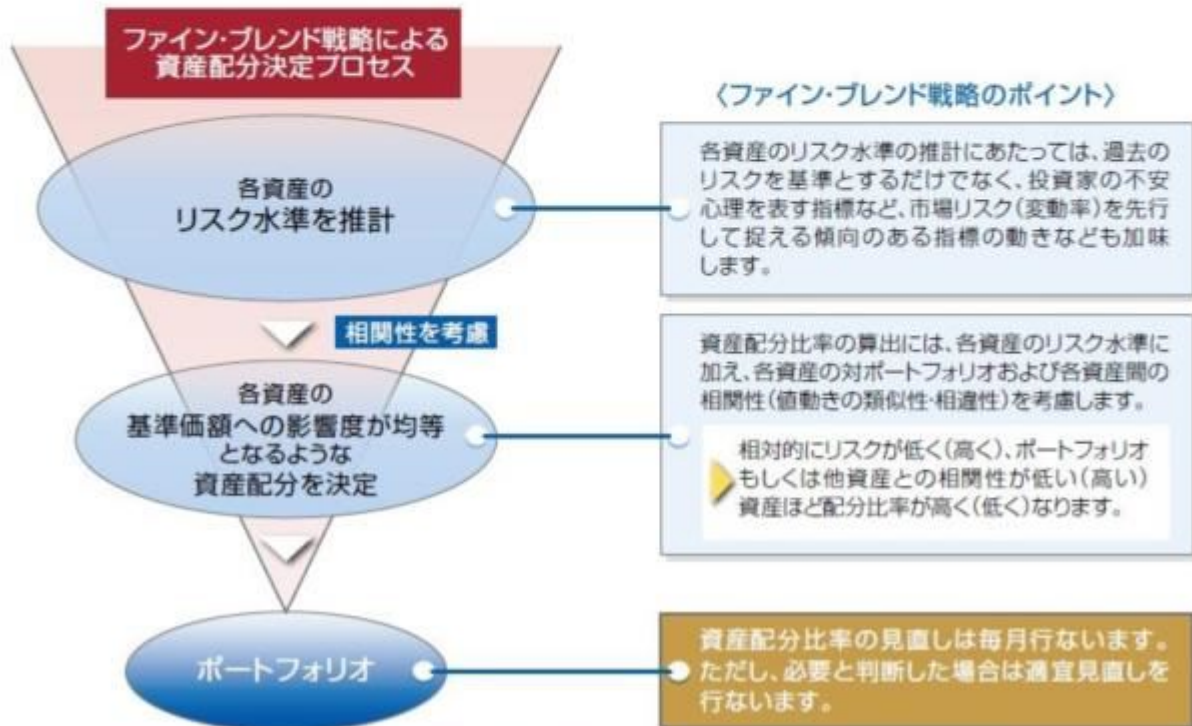 ファイン・ブレンド戦略による
資産配分決定プロセス
〈ファイン・ブレンド戦略のポイント〉
各資産の
リスク水準を推計
各資産のリスク水準の推計にあたっては、過去の
リスクを基準とするだけでなく、投資家の不安
心理を表す指標など、市場リスク(変動率)を先行
して捉える傾向のある指標の動きなども加味
します。
相関性を考慮
各資産の
基準価額への影響度が均等
となるような
資産配分を決定
資産配分比率の算出には、各資産のリスク水準に
加え、各資産の対ポートフォリオおよび各資産間の
相関性(値動きの類似性・相違性)を考慮します。
相対的にリスクが低く(高く)、ポートフォリオ
もしくは他資産との相関性が低い(高い)
資産ほど配分比率が高く(低く)なります。
ポートフォリオ
資産配分比率の見直しは毎月行ないます。
ただし、必要と判断した場合は適宜見直しを
行ないます。